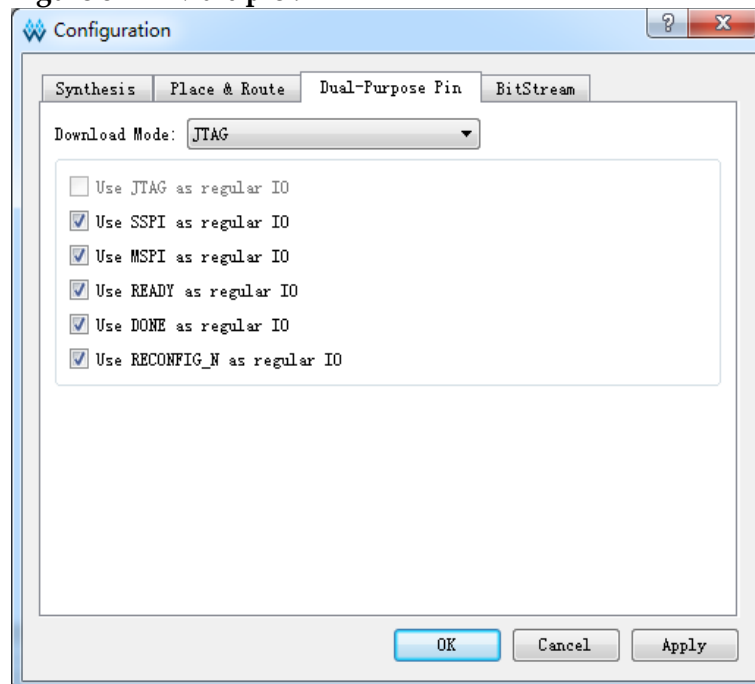 Configuration
Synthesis Place & Route Dual-Purpose Pin BitStream
Download Mode: JTAG
Use JTAG as regular IO
Use SSPI as regular IO
Use MSPI as regular IO
Use READY as regular IO
Use DONE as regular IO
Use RECONFIG_N as regular IO
OK Cancel Apply